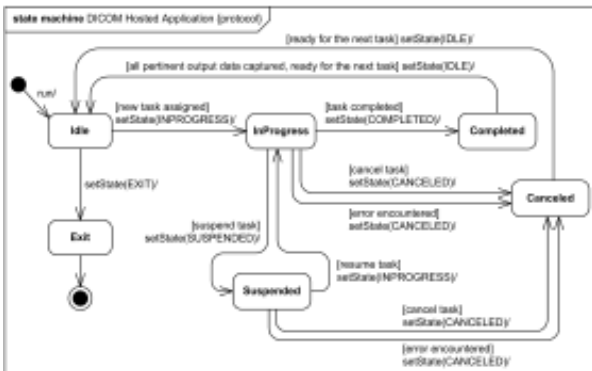 state machine DICOM Hosted Application {protocol}
[ready for the next task] setState(IDLE)/
[all pertinent output data captured, ready for the next task] setState(IDLE)/
run/
[new task assigned]
setState(INPROGRESS)/
[task completed]
setState(COMPLETED)/
Idle
InProgress
Completed
[cancel task]
setState(CANCELED)/
setState(EXIT)/
Canceled
[error encountered]
setState(CANCELED)/
[suspend task]
setState(SUSPENDED)/
Exit
[resume task]
setState(INPROGRESS)/
Suspended
[cancel task]
setState(CANCELED)/
[error encountered]
setState(CANCELED)/